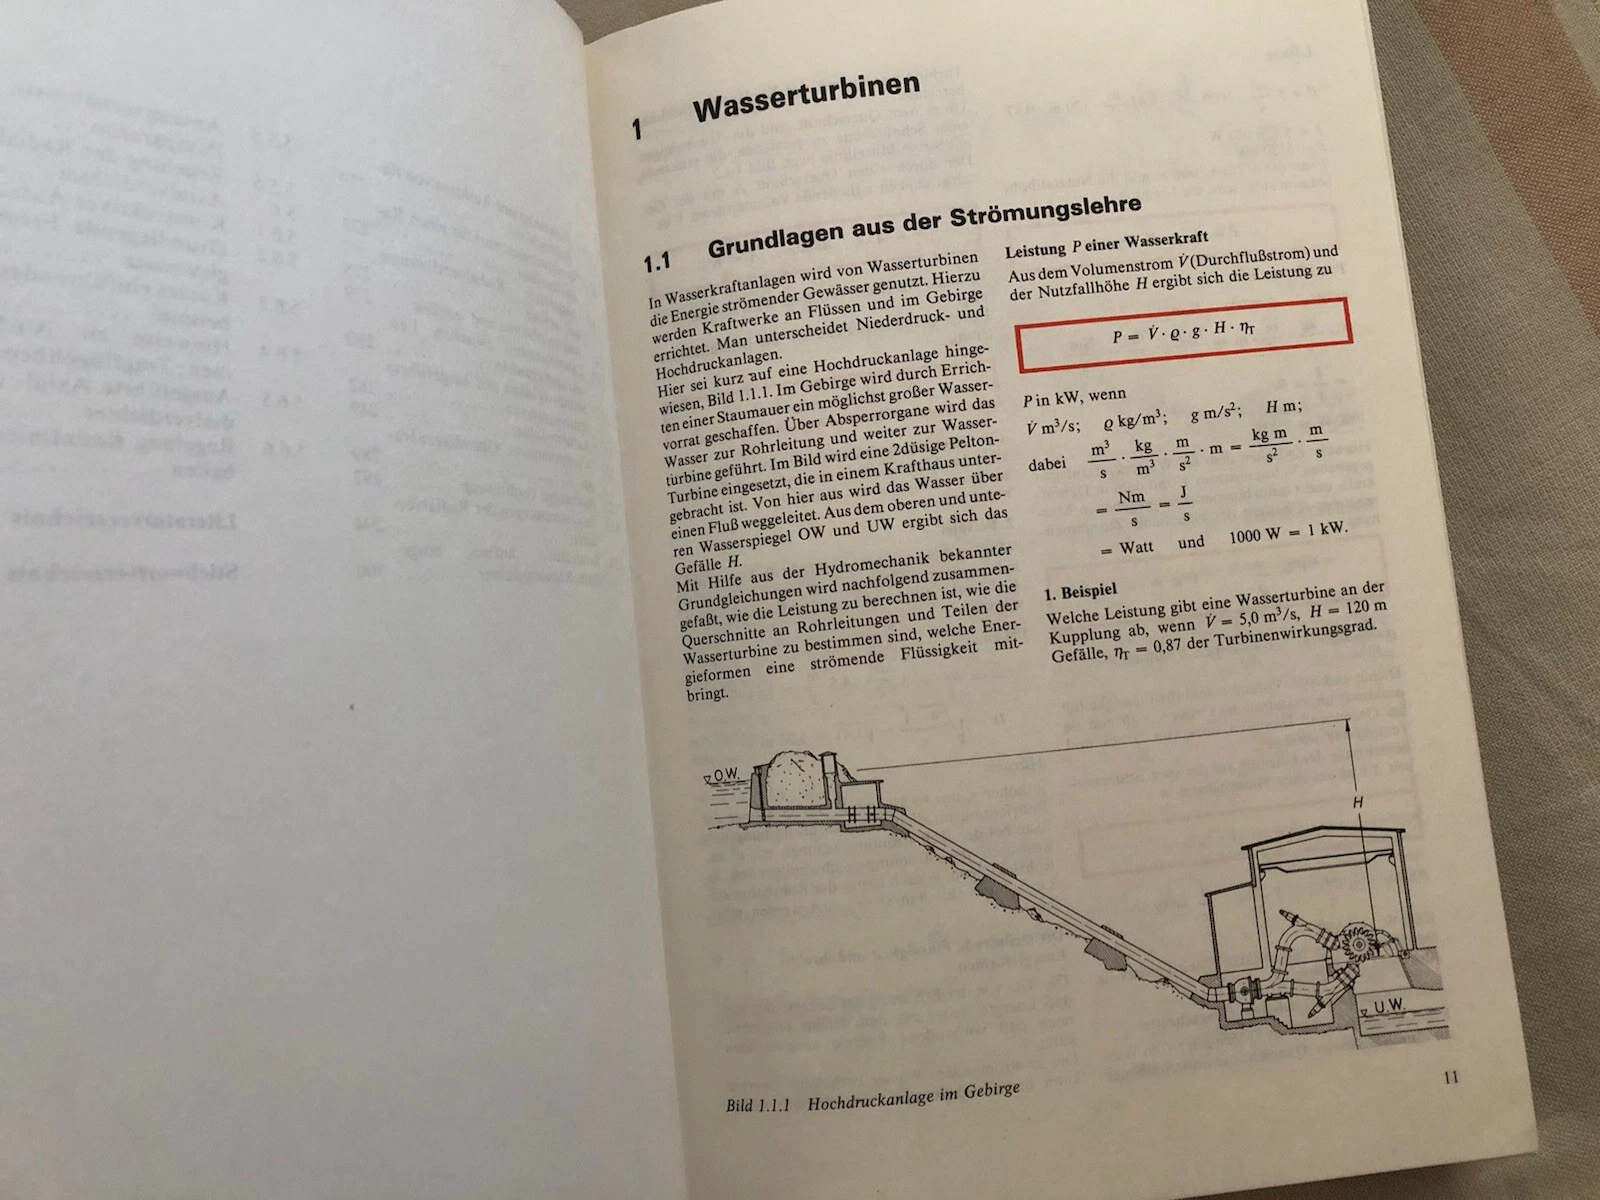 1 Wasserturbinen
1.1 Grundlagen aus der Strömungslehre
In Wasserkraftanlagen wird von Wasserturbinen
die Energie strömender Gewässer genutzt. Hierzu
werden Kraftwerke an Flüssen und im Gebirge
errichtet. Man unterscheidet Niederdruck- und
Hochdruckanlagen.
Hier sei kurz auf eine Hochdruckanlage hinge-
wiesen, Bild 1.1.1. Im Gebirge wird durch Errich-
ten einer Staumauer ein möglichst großer Wasser-
vorrat geschaffen. Über Absperrorgane wird das
Wasser zur Rohrleitung und weiter zur Wasser-
turbine geführt. Im Bild wird eine 2düsige Pelton-
Turbine eingesetzt, die in einem Krafthaus unter-
gebracht ist. Von hier aus wird das Wasser über
einen Fluß weggeleitet. Aus dem oberen und unte-
ren Wasserspiegel OW und UW ergibt sich das
Gefälle H.
Mit Hilfe aus der Hydromechanik bekannter
Grundgleichungen wird nachfolgend zusammen-
gefaßt, wie die Leistung zu berechnen ist, wie die
Querschnitte an Rohrleitungen und Teilen der
Wasserturbine zu bestimmen sind, welche Ener-
gieformen eine strömende Flüssigkeit mit-
bringt.
Leistung P einer Wasserkraft
Aus dem Volumenstrom V̇ (Durchflußstrom) und
der Nutzfallhöhe H ergibt sich die Leistung zu
P = V̇ · ϱ · g · H · η_T
P in kW, wenn
V̇ m³/s; ϱ kg/m³; g m/s²; H m;
dabei m³/s · kg/m³ · m/s² · m = kg m/s² · m/s
= Nm/s = J/s
= Watt und 1000 W = 1 kW.
1. Beispiel
Welche Leistung gibt eine Wasserturbine an der
Kupplung ab, wenn V̇ = 5,0 m³/s, H = 120 m
Gefälle, η_T = 0,87 der Turbinenwirkungsgrad.
O.W.
H
U.W.
Bild 1.1.1 Hochdruckanlage im Gebirge
11